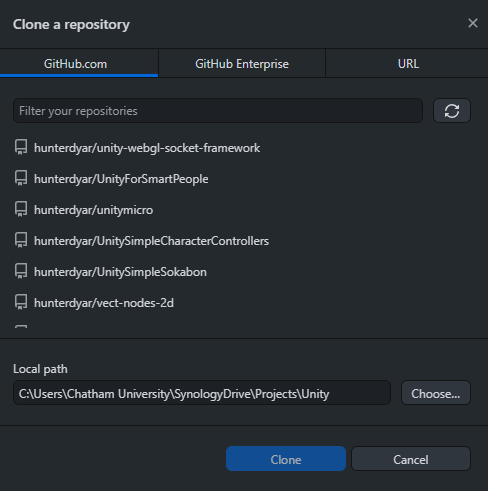 Clone a repository
GitHub.com
GitHub Enterprise
URL
Filter your repositories
hunterdyar/unity-webgl-socket-framework
hunterdyar/UnityForSmartPeople
hunterdyar/unitymicro
hunterdyar/UnitySimpleCharacterControllers
hunterdyar/UnitySimpleSokabon
hunterdyar/vect-nodes-2d
Local path
C:\Users\Chatham University\SynologyDrive\Projects\Unity
Choose...
Clone
Cancel